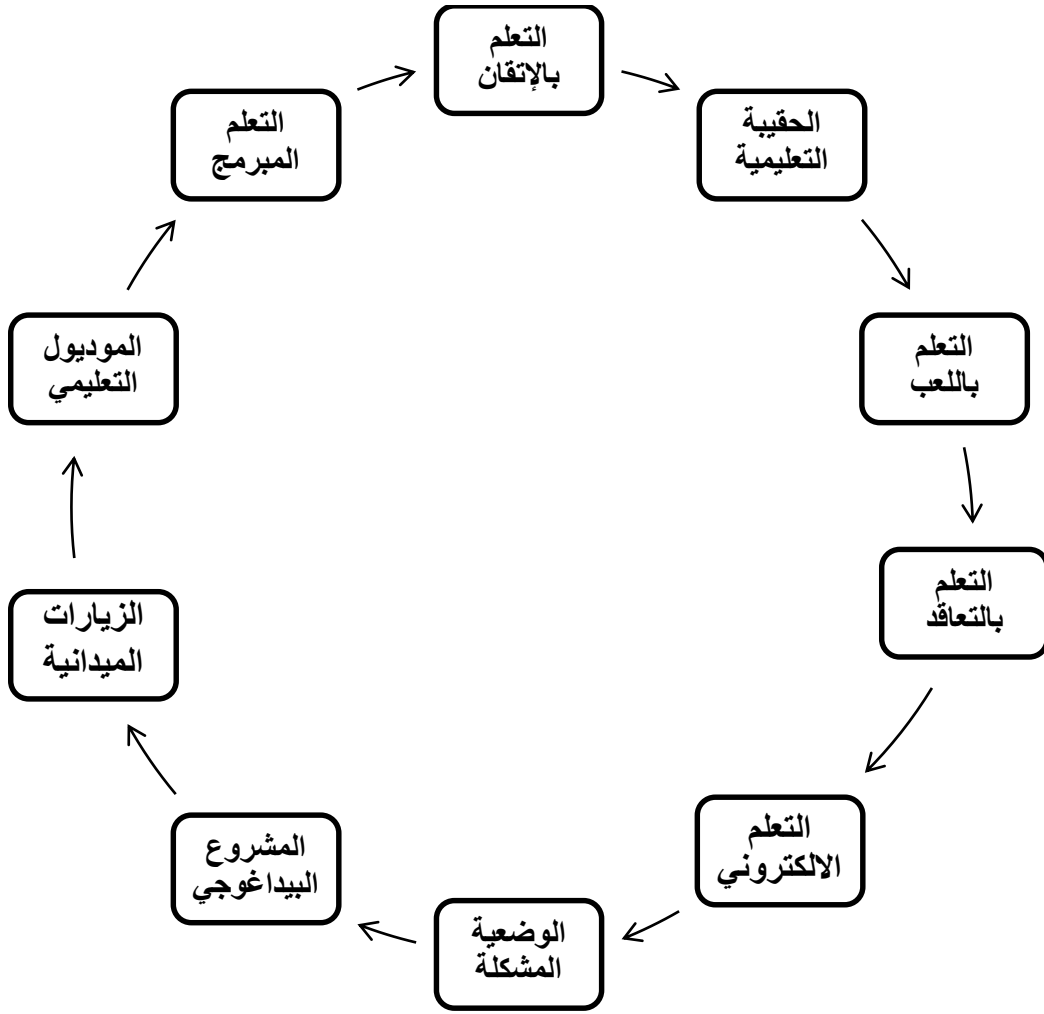 التعلم
بالإتقان
الحقيبة
التعليمية
التعلم
باللعب
التعلم
بالتعاقد
التعلم
الالكتروني
الوضعية
المشكلة
المشروع
البيداغوجي
الزيارات
الميدانية
الموديول
التعليمي
التعلم
المبرمج